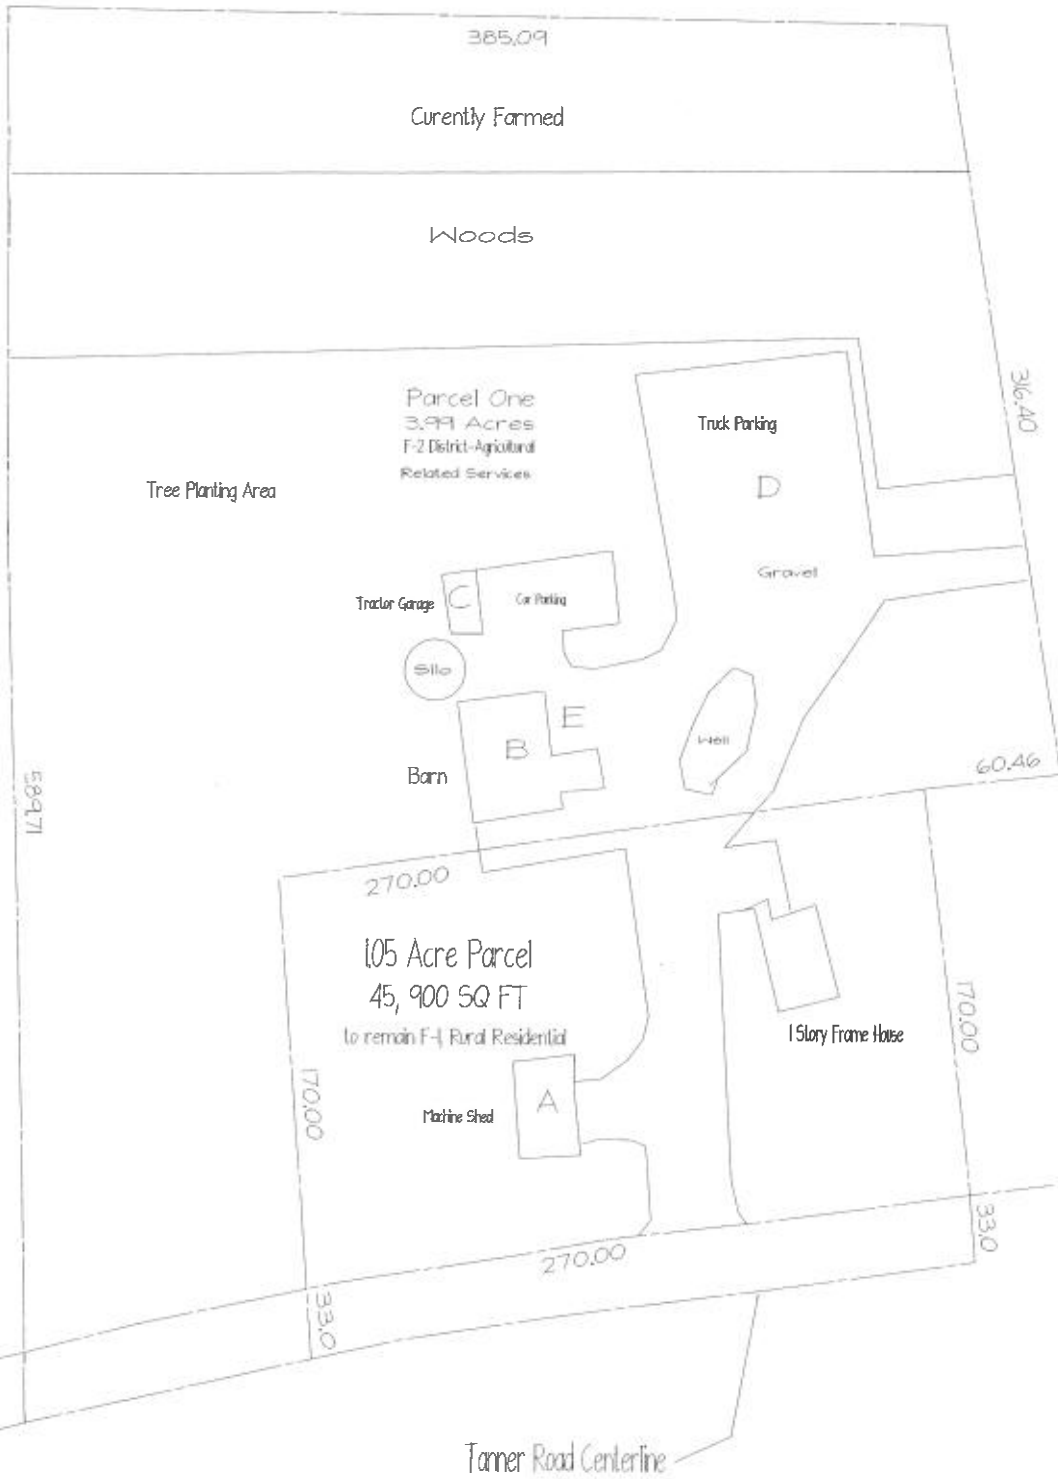 385.09
Curently Farmed
Woods
316.40
Parcel One
3.991 Acres
F-2 District-Agricultural
Related Services
Truck Parking
D
Tree Planting Area
Gravel
Tractor Garage
C
Car Parking
Silo
E
B
Well
Barn
60.46
589.71
270.00
1.05 Acre Parcel
45, 900 SQ FT
to remain F-1, Rural Residential
170.00
1 Story Frame House
A
Machine Shed
170.00
33.0
270.00
33.0
Tanner Road Centerline